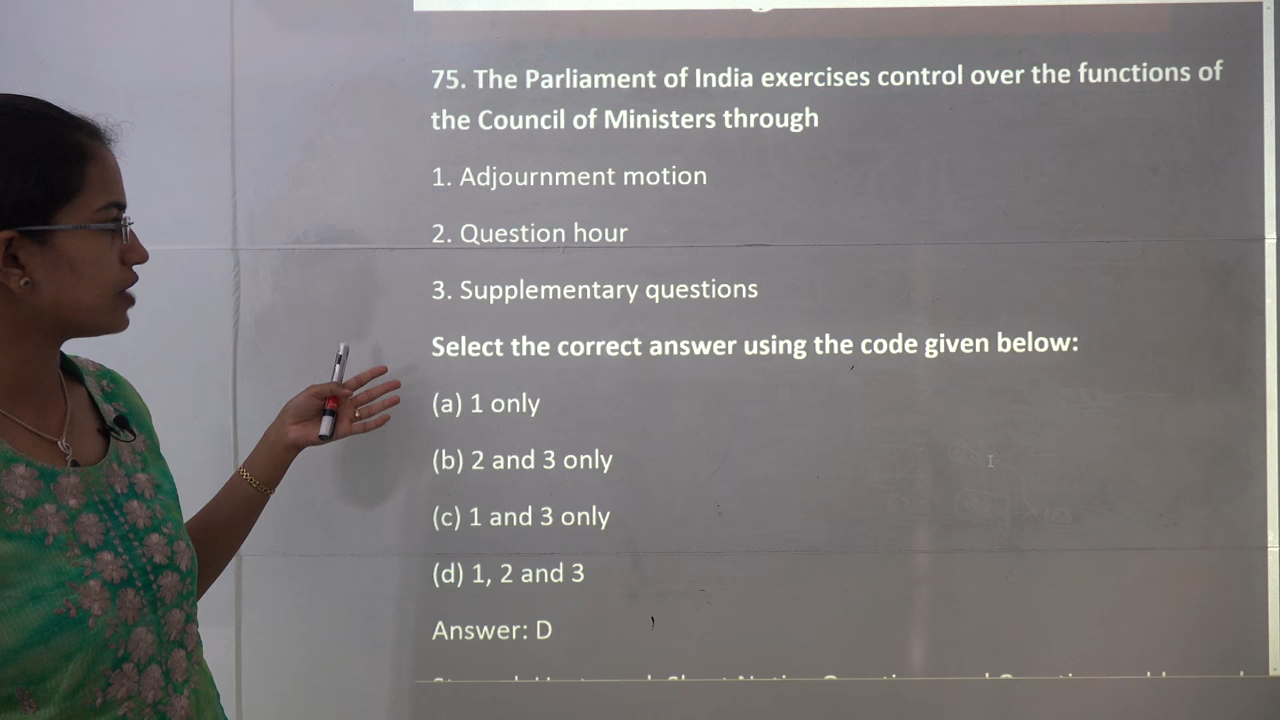 75. The Parliament of India exercises control over the functions of
the Council of Ministers through
1. Adjournment motion
2. Question hour
3. Supplementary questions
Select the correct answer using the code given below:
(a) 1 only
(b) 2 and 3 only
(c) 1 and 3 only
(d) 1, 2 and 3
Answer: D